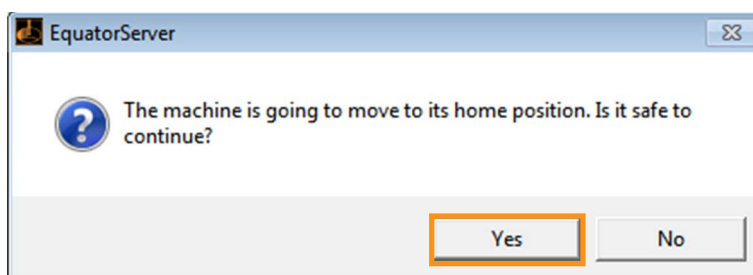 EquatorServer
The machine is going to move to its home position. Is it safe to
continue?
Yes
No